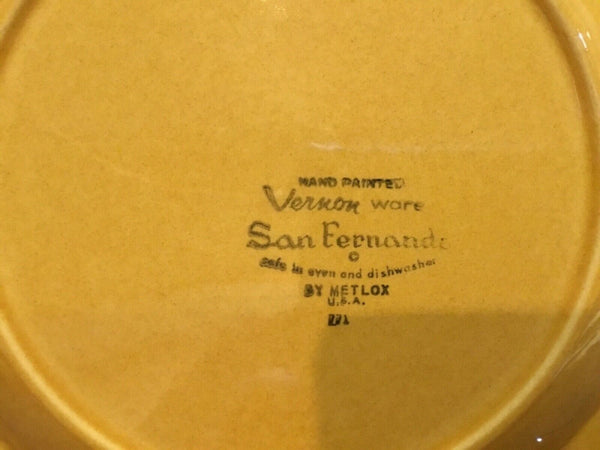 HAND PAINTED
Vernon ware
San Fernando
©
safe in oven and dishwasher
BY METLOX
U.S.A.